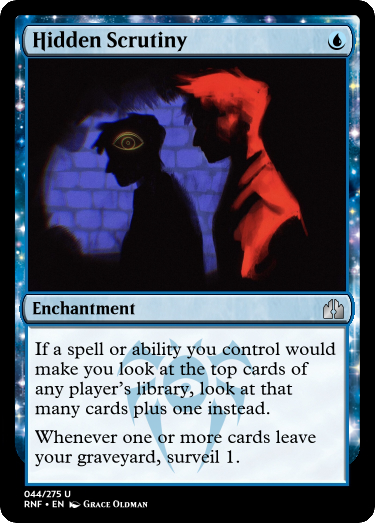 Hidden Scrutiny
Enchantment
If a spell or ability you control would
make you look at the top cards of
any player's library, look at that
many cards plus one instead.
Whenever one or more cards leave
your graveyard, surveil 1.
044/275 U
RNF • EN Grace Oldman